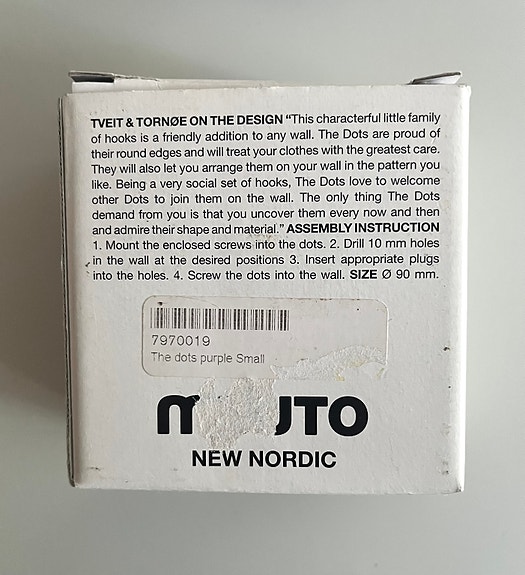 TVEIT & TORNØE ON THE DESIGN “This characterful little family
of hooks is a friendly addition to any wall. The Dots are proud of
their round edges and will treat your clothes with the greatest care.
They will also let you arrange them on your wall in the pattern you
like. Being a very social set of hooks, The Dots love to welcome
other Dots to join them on the wall. The only thing The Dots
demand from you is that you uncover them every now and then
and admire their shape and material.” ASSEMBLY INSTRUCTION
1. Mount the enclosed screws into the dots. 2. Drill 10 mm holes
in the wall at the desired positions 3. Insert appropriate plugs
into the holes. 4. Screw the dots into the wall. SIZE Ø 90 mm.
7970019
The dots purple Small
NEW NORDIC